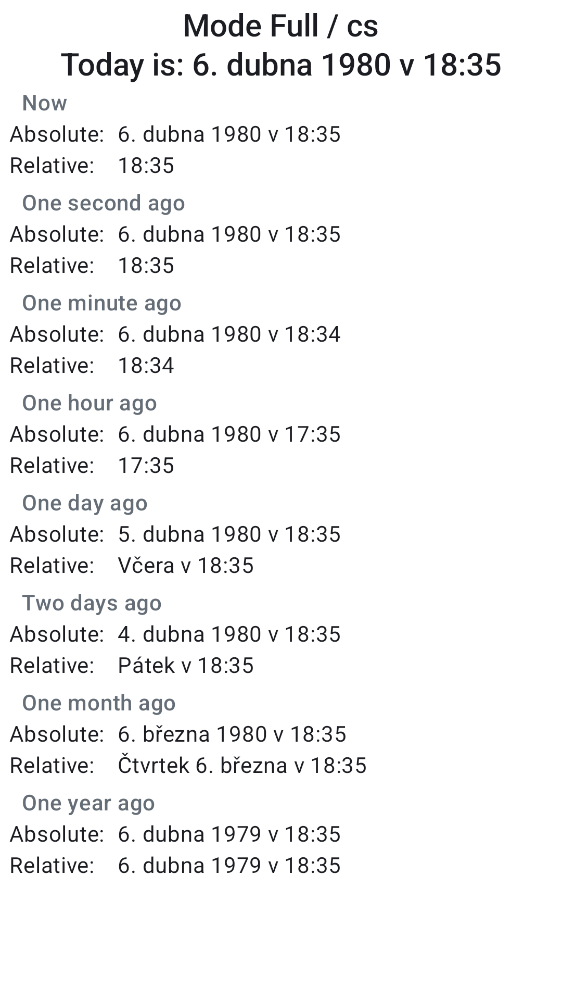 Mode Full / cs
Today is: 6. dubna 1980 v 18:35
Now
Absolute: 6. dubna 1980 v 18:35
Relative: 18:35
One second ago
Absolute: 6. dubna 1980 v 18:35
Relative: 18:35
One minute ago
Absolute: 6. dubna 1980 v 18:34
Relative: 18:34
One hour ago
Absolute: 6. dubna 1980 v 17:35
Relative: 17:35
One day ago
Absolute: 5. dubna 1980 v 18:35
Relative: Včera v 18:35
Two days ago
Absolute: 4. dubna 1980 v 18:35
Relative: Pátek v 18:35
One month ago
Absolute: 6. března 1980 v 18:35
Relative: Čtvrtek 6. března v 18:35
One year ago
Absolute: 6. dubna 1979 v 18:35
Relative: 6. dubna 1979 v 18:35